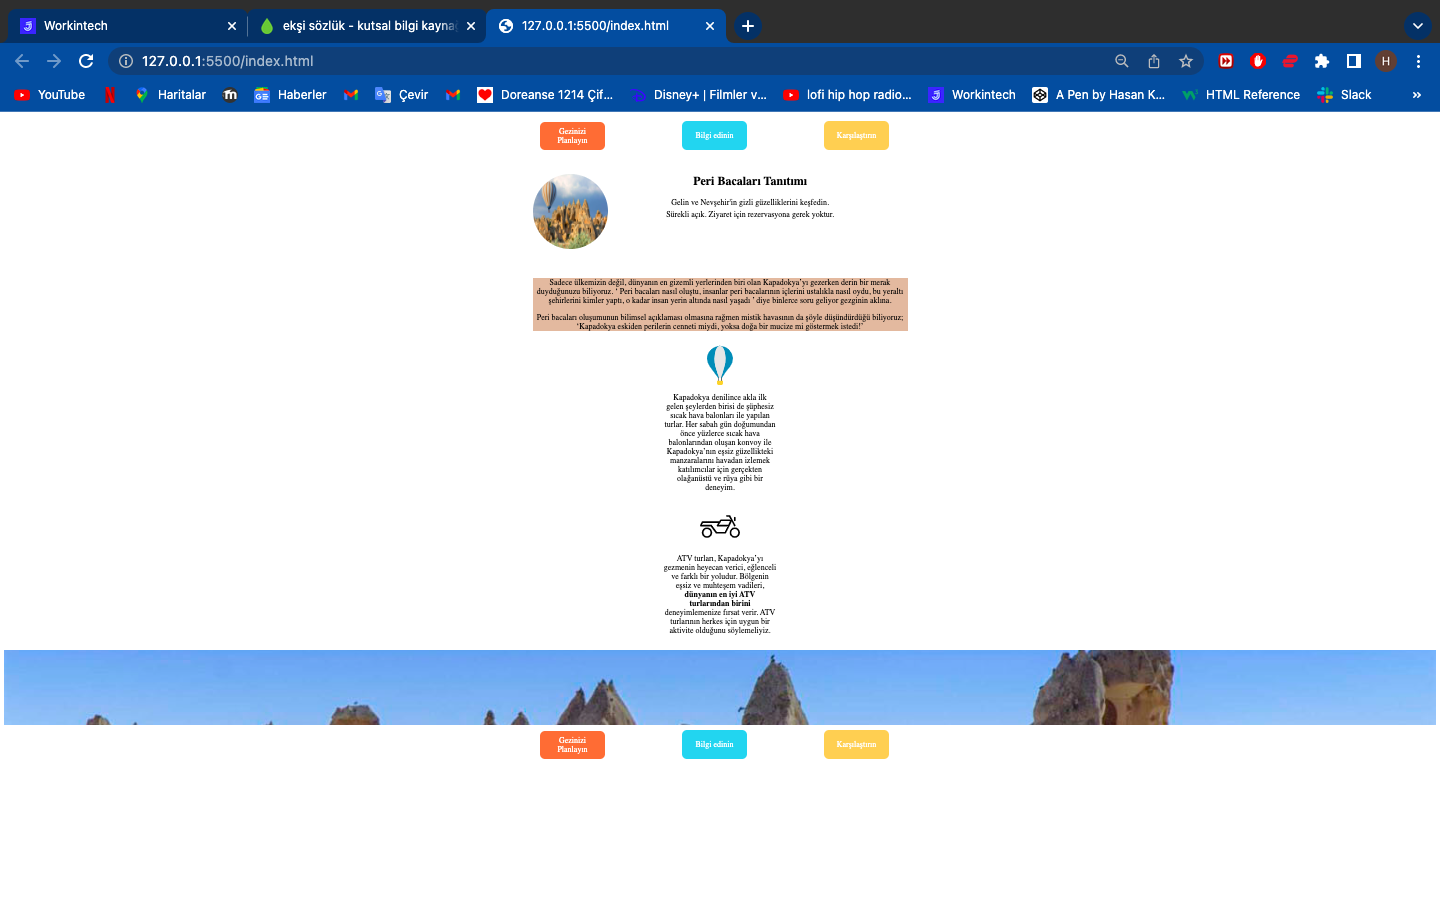 Workintech
ekşi sözlük - kutsal bilgi kayna
127.0.0.1:5500/index.html
127.0.0.1:5500/index.html
H
YouTube
Haritalar
Haberler
Çevir
Doreanse 1214 Çif...
Disney+ | Filmler v...
lofi hip hop radio...
Workintech
A Pen by Hasan K...
HTML Reference
Slack
»
Gezinizi
Planlayın
Bilgi edinin
Karşılaştırın
Peri Bacaları Tanıtımı
Gelin ve Nevşehir'in gizli güzelliklerini keşfedin.
Sürekli açık. Ziyaret için rezervasyona gerek yoktur.
Sadece ülkemizin değil, dünyanın en gizemli yerlerinden biri olan Kapadokya’yı gezerken derin bir merak
duyduğunuzu biliyoruz. ‘ Peri bacaları nasıl oluştu, insanlar peri bacalarının içlerini ustalıkla nasıl oydu, bu yeraltı
şehirlerini kimler yaptı, o kadar insan yerin altında nasıl yaşadı ’ diye binlerce soru geliyor gezginin aklına.
Peri bacaları oluşumunun bilimsel açıklaması olmasına rağmen mistik havasının da şöyle düşündürdüğü biliyoruz;
‘Kapadokya eskiden perilerin cenneti miydi, yoksa doğa bir mucize mi göstermek istedi!’
Kapadokya denilince akla ilk
gelen şeylerden birisi de şüphesiz
sıcak hava balonları ile yapılan
turlar. Her sabah gün doğumundan
önce yüzlerce sıcak hava
balonlarından oluşan konvoy ile
Kapadokya’nın eşsiz güzellikteki
manzaralarını havadan izlemek
katılımcılar için gerçekten
olağanüstü ve rüya gibi bir
deneyim.
ATV turları, Kapadokya’yı
gezmenin heyecan verici, eğlenceli
ve farklı bir yoludur. Bölgenin
eşsiz ve muhteşem vadileri,
dünyanın en iyi ATV
turlarından birini
deneyimlemenize fırsat verir. ATV
turlarının herkes için uygun bir
aktivite olduğunu söylemeliyiz.
Gezinizi
Planlayın
Bilgi edinin
Karşılaştırın